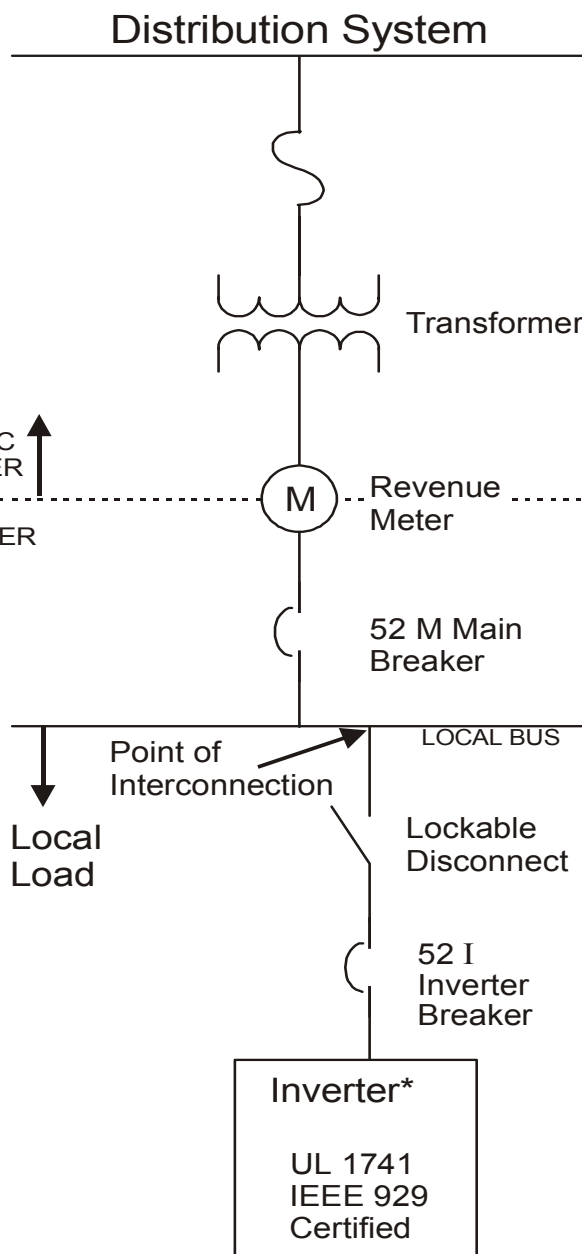 Distribution System
Transformer
M
Revenue
Meter
52 M Main
Breaker
LOCAL BUS
Point of
Interconnection
Local
Load
Lockable
Disconnect
52 I
Inverter
Breaker
Inverter*
UL 1741
IEEE 929
Certified